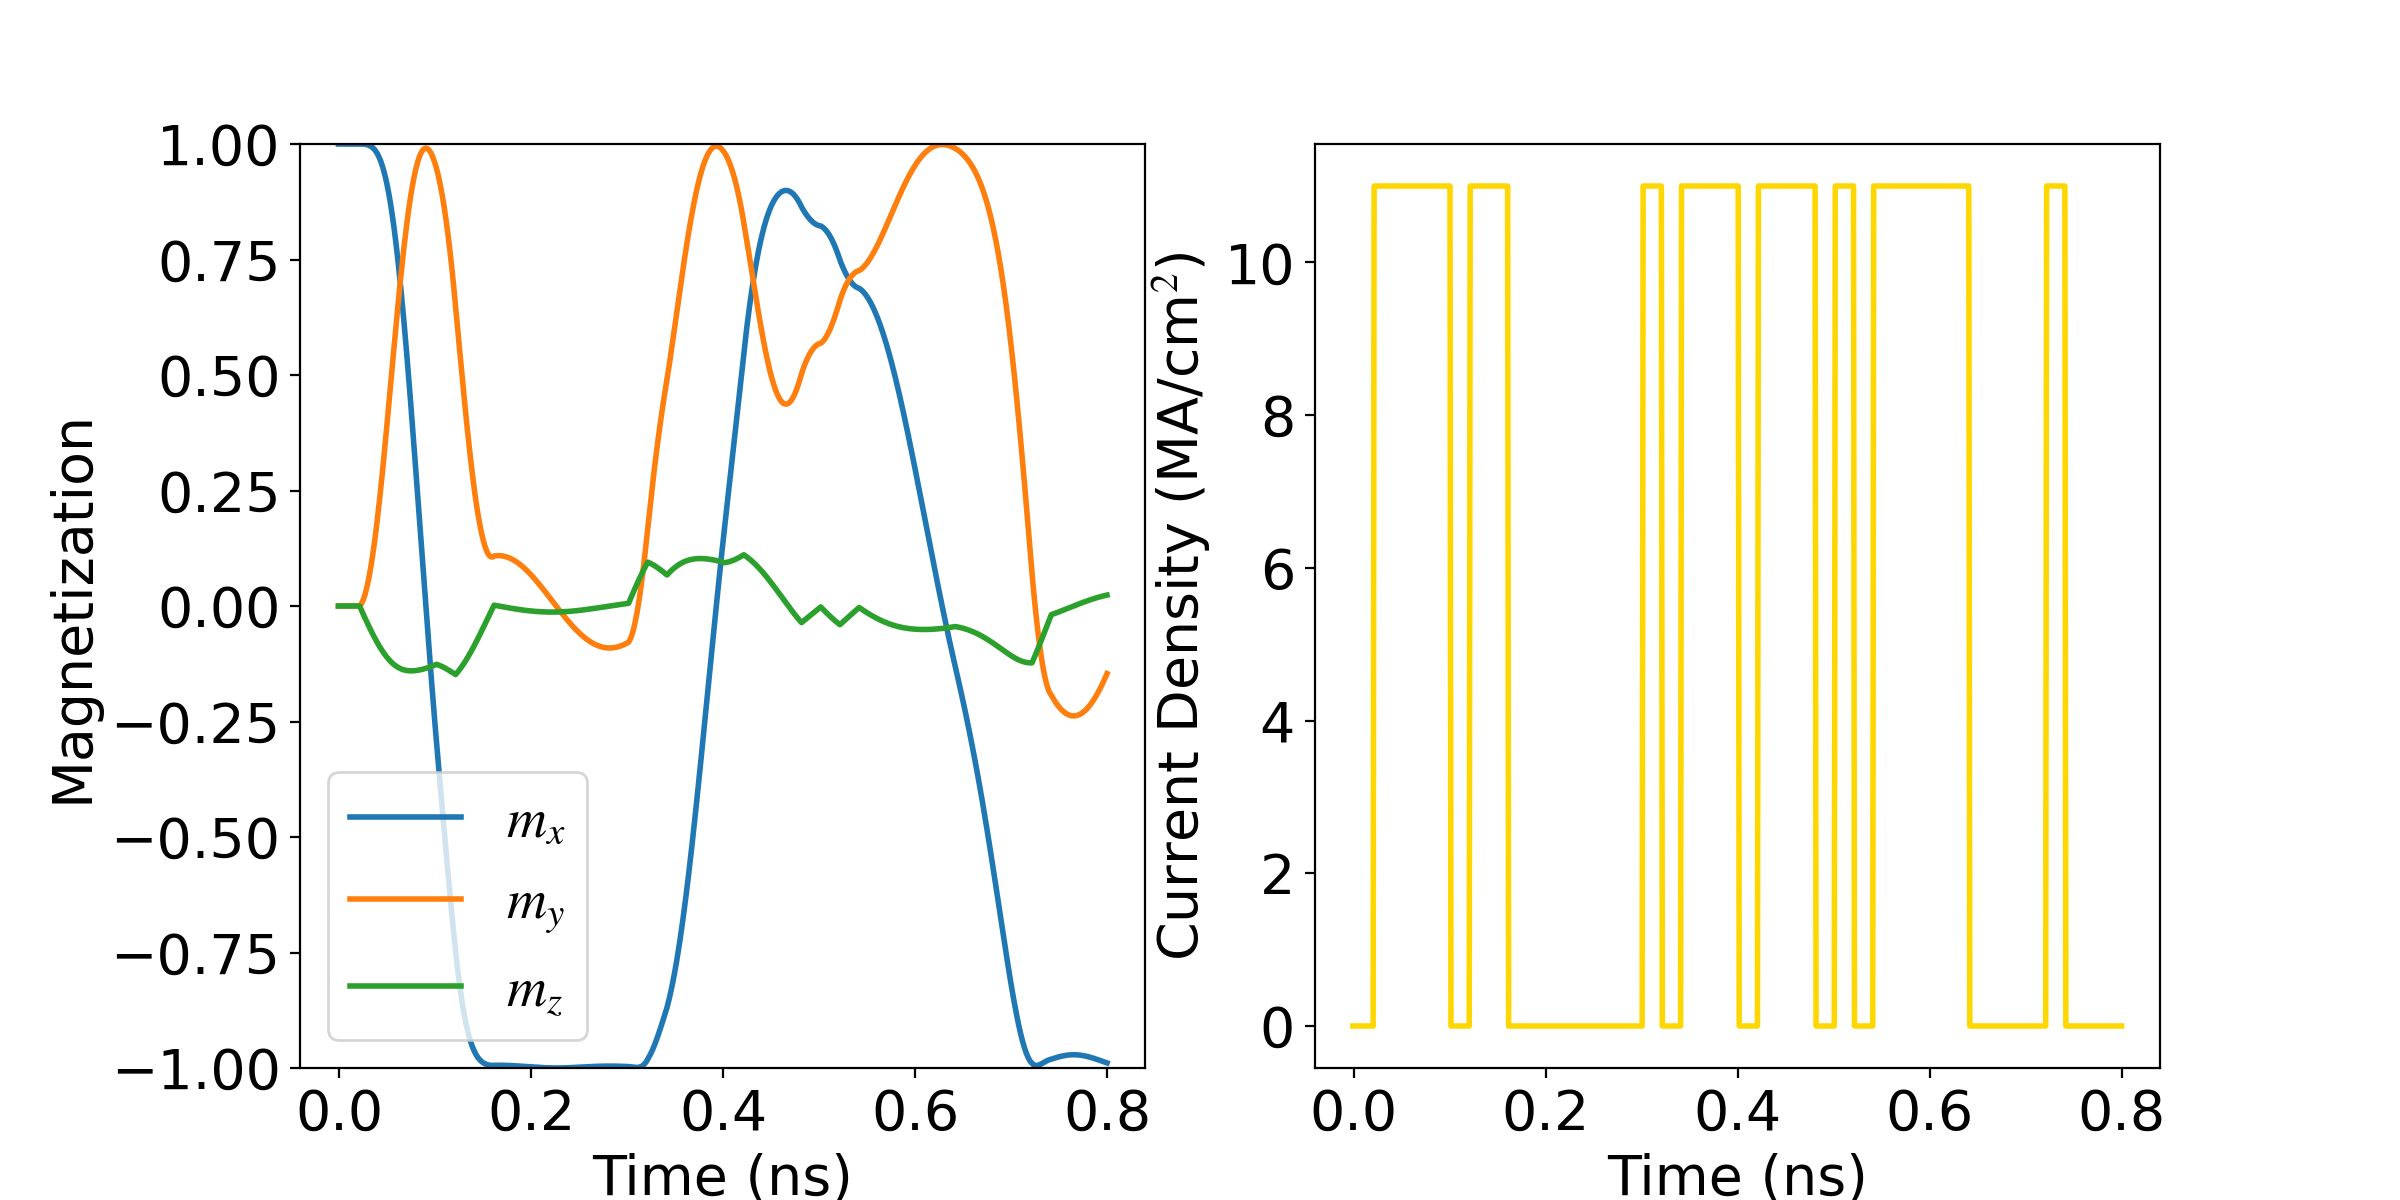 Magnetization
1.00
0.75
0.50
0.25
0.00
−0.25
−0.50
−0.75
−1.00
0.0 0.2 0.4 0.6 0.8
Time (ns)
m_x
m_y
m_z
Current Density (MA/cm²)
10
8
6
4
2
0
0.0 0.2 0.4 0.6 0.8
Time (ns)